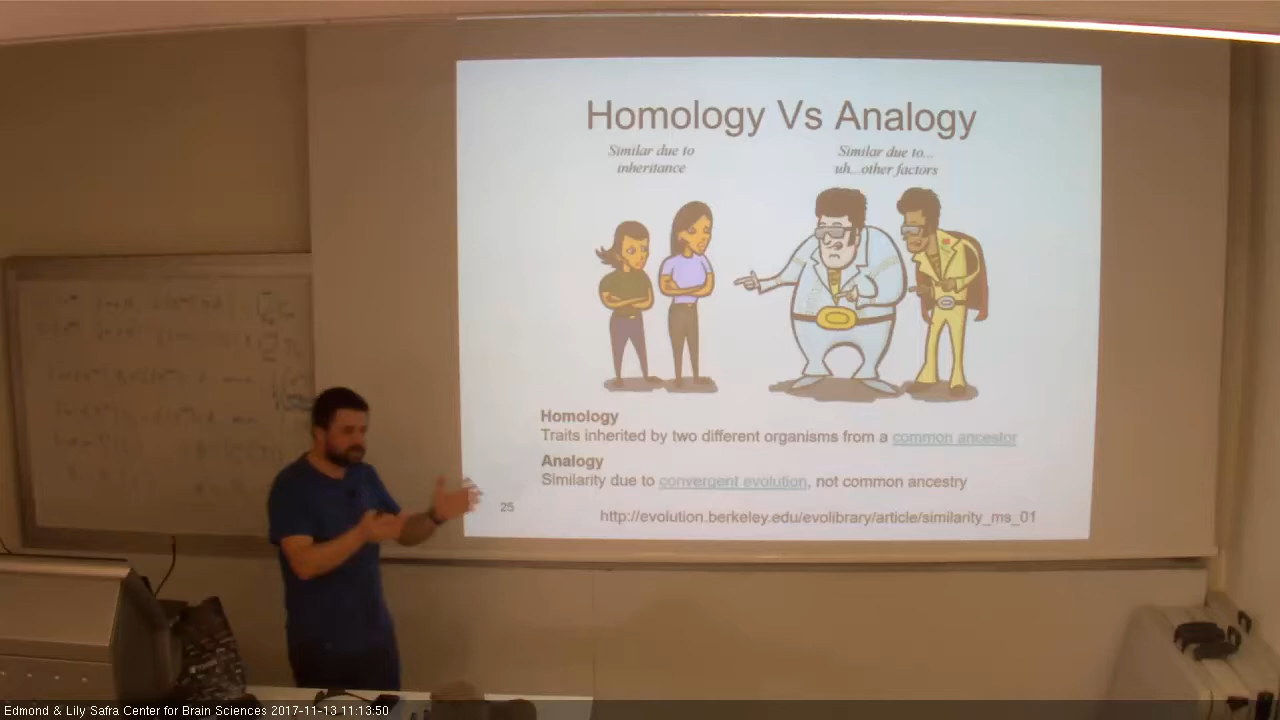 Homology Vs Analogy
Similar due to
inheritance
Similar due to...
uh...other factors
Homology
Traits inherited by two different organisms from a common ancestor
Analogy
Similarity due to convergent evolution, not common ancestry
25
http://evolution.berkeley.edu/evolibrary/article/similarity_ms_01
Edmond & Lily Safra Center for Brain Sciences 2017-11-13 11:13:50